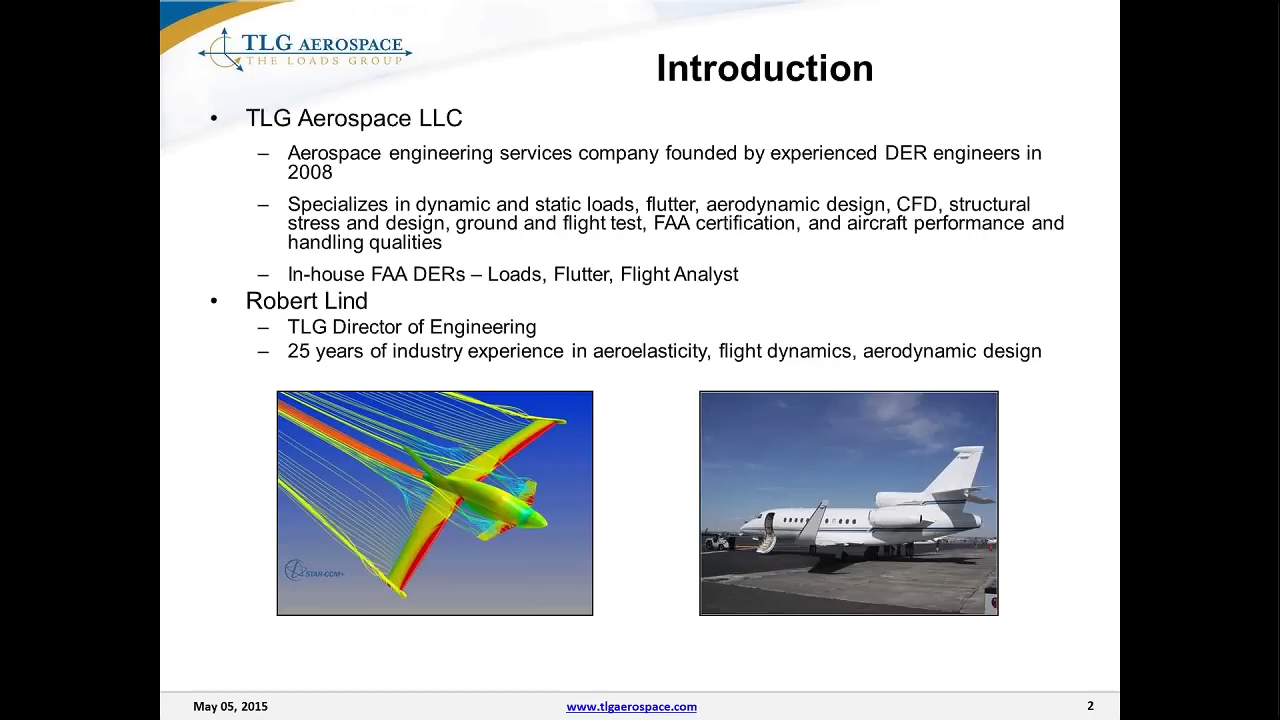 TLG AEROSPACE
THE LOADS GROUP
Introduction
• TLG Aerospace LLC
– Aerospace engineering services company founded by experienced DER engineers in
2008
– Specializes in dynamic and static loads, flutter, aerodynamic design, CFD, structural
stress and design, ground and flight test, FAA certification, and aircraft performance and
handling qualities
– In-house FAA DERs – Loads, Flutter, Flight Analyst
• Robert Lind
– TLG Director of Engineering
– 25 years of industry experience in aeroelasticity, flight dynamics, aerodynamic design
STAR-CCM+
May 05, 2015
www.tlgaerospace.com
2